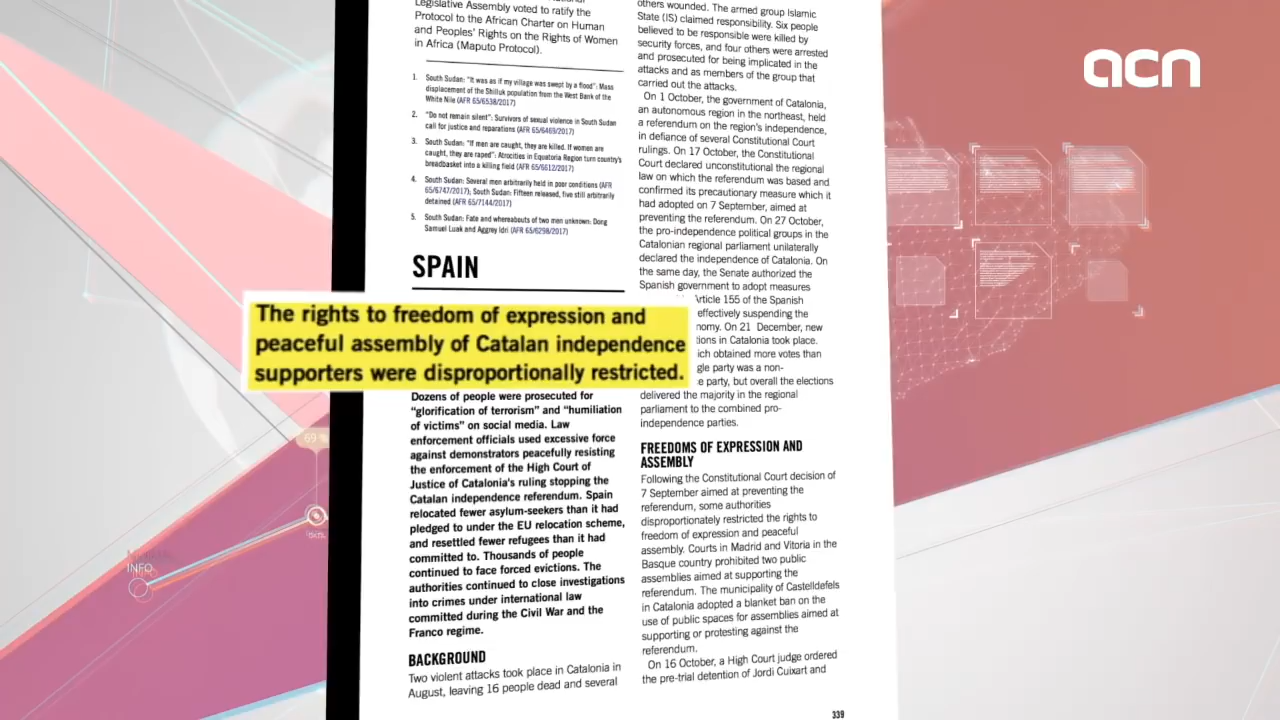 Legislative Assembly voted to ratify the
Protocol to the African Charter on Human
and Peoples' Rights on the Rights of Women
in Africa (Maputo Protocol).
1. South Sudan: "It was as if my village was swept by a flood": Mass
displacement of the Shilluk population from the West Bank of the
White Nile (AFR 65/6538/2017)
2. "Do not remain silent": Survivors of sexual violence in South Sudan
call for justice and reparations (AFR 65/6469/2017)
3. South Sudan: "If men are caught, they are killed. If women are
caught, they are raped": Atrocities in Equatoria Region turn country's
breadbasket into a killing field (AFR 65/6612/2017)
4. South Sudan: Several men arbitrarily held in poor conditions (AFR
65/6747/2017); South Sudan: Fifteen released, five still arbitrarily
detained (AFR 65/7144/2017)
5. South Sudan: Fate and whereabouts of two men unknown: Dong
Samuel Luak and Aggrey Idri (AFR 65/6298/2017)
SPAIN
The rights to freedom of expression and
peaceful assembly of Catalan independence
supporters were disproportionally restricted.
Dozens of people were prosecuted for
"glorification of terrorism" and "humiliation
of victims" on social media. Law
enforcement officials used excessive force
against demonstrators peacefully resisting
the enforcement of the High Court of
Justice of Catalonia's ruling stopping the
Catalan independence referendum. Spain
relocated fewer asylum-seekers than it had
pledged to under the EU relocation scheme,
and resettled fewer refugees than it had
committed to. Thousands of people
continued to face forced evictions. The
authorities continued to close investigations
into crimes under international law
committed during the Civil War and the
Franco regime.
BACKGROUND
Two violent attacks took place in Catalonia in
August, leaving 16 people dead and several
others wounded. The armed group Islamic
State (IS) claimed responsibility. Six people
believed to be responsible were killed by
security forces, and four others were arrested
and prosecuted for being implicated in the
attacks and as members of the group that
carried out the attacks.
On 1 October, the government of Catalonia,
an autonomous region in the northeast, held
a referendum on the region's independence,
in defiance of several Constitutional Court
rulings. On 17 October, the Constitutional
Court declared unconstitutional the regional
law on which the referendum was based and
confirmed its precautionary measure which it
had adopted on 7 September, aimed at
preventing the referendum. On 27 October,
the pro-independence political groups in the
Catalonian regional parliament unilaterally
declared the independence of Catalonia. On
the same day, the Senate authorized the
Spanish government to adopt measures
Article 155 of the Spanish
effectively suspending the
nomy. On 21 December, new
tions in Catalonia took place.
ich obtained more votes than
gle party was a non-
e party, but overall the elections
delivered the majority in the regional
parliament to the combined pro-
independence parties.
FREEDOMS OF EXPRESSION AND
ASSEMBLY
Following the Constitutional Court decision of
7 September aimed at preventing the
referendum, some authorities
disproportionately restricted the rights to
freedom of expression and peaceful
assembly. Courts in Madrid and Vitoria in the
Basque country prohibited two public
assemblies aimed at supporting the
referendum. The municipality of Castelldefels
in Catalonia adopted a blanket ban on the
use of public spaces for assemblies aimed at
supporting or protesting against the
referendum.
On 16 October, a High Court judge ordered
the pre-trial detention of Jordi Cuixart and
339
acn
69 %
INFO